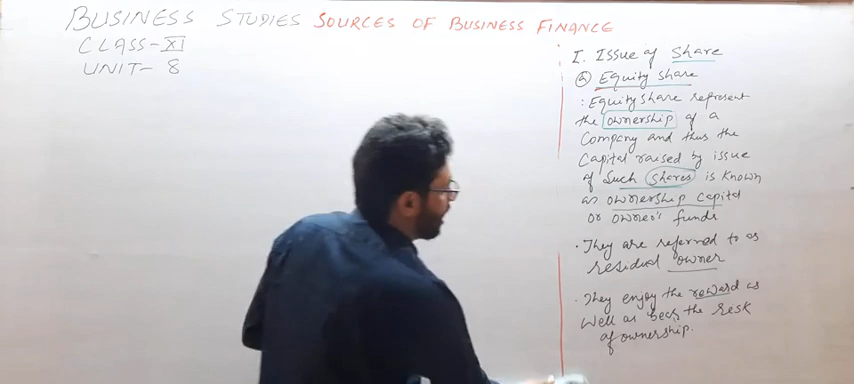 BUSINESS STUDIES SOURCES OF BUSINESS FINANCE
CLASS-XI
UNIT- 8
I. Issue of Share
(a) Equity share
: Equity share represent
the ownership of a
Company and thus the
Capital raised by issue
of Such Shares is known
as ownership capital
or owner's funds
• They are referred to as
residual owner
• They enjoy the reward as
well as bear the resk
of ownership.